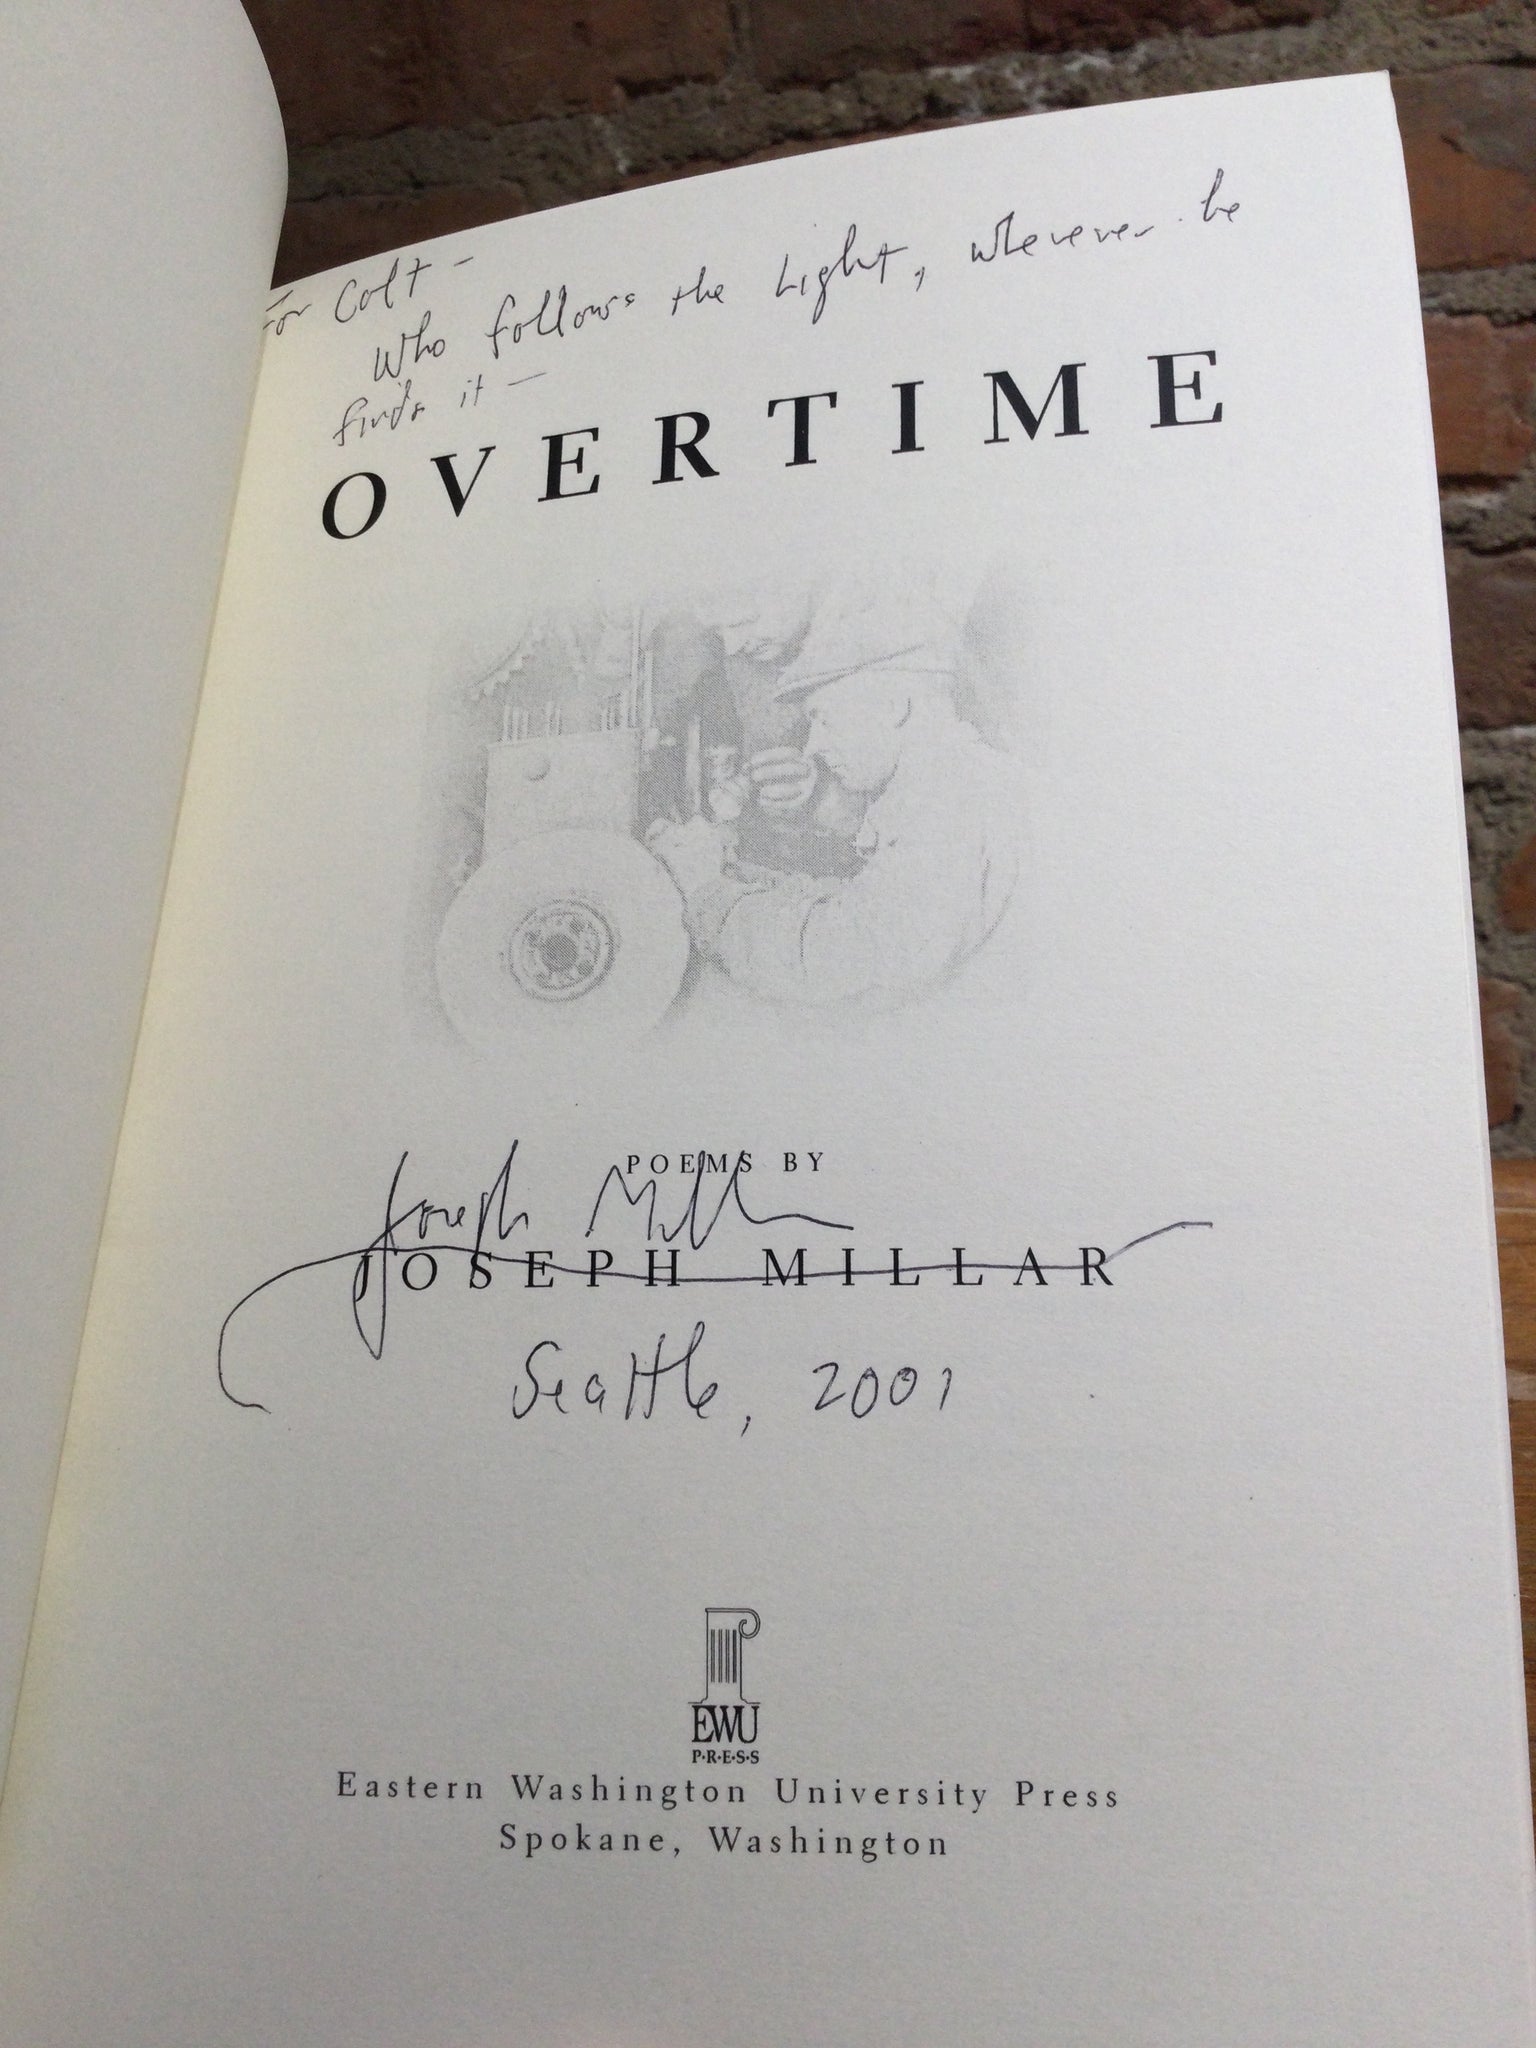 For Colt –
Who follows the Light, wherever he
finds it –
OVERTIME
POEMS BY
Joseph Millar
JOSEPH MILLAR
Seattle, 2001
EWU
P·R·E·S·S
Eastern Washington University Press
Spokane, Washington